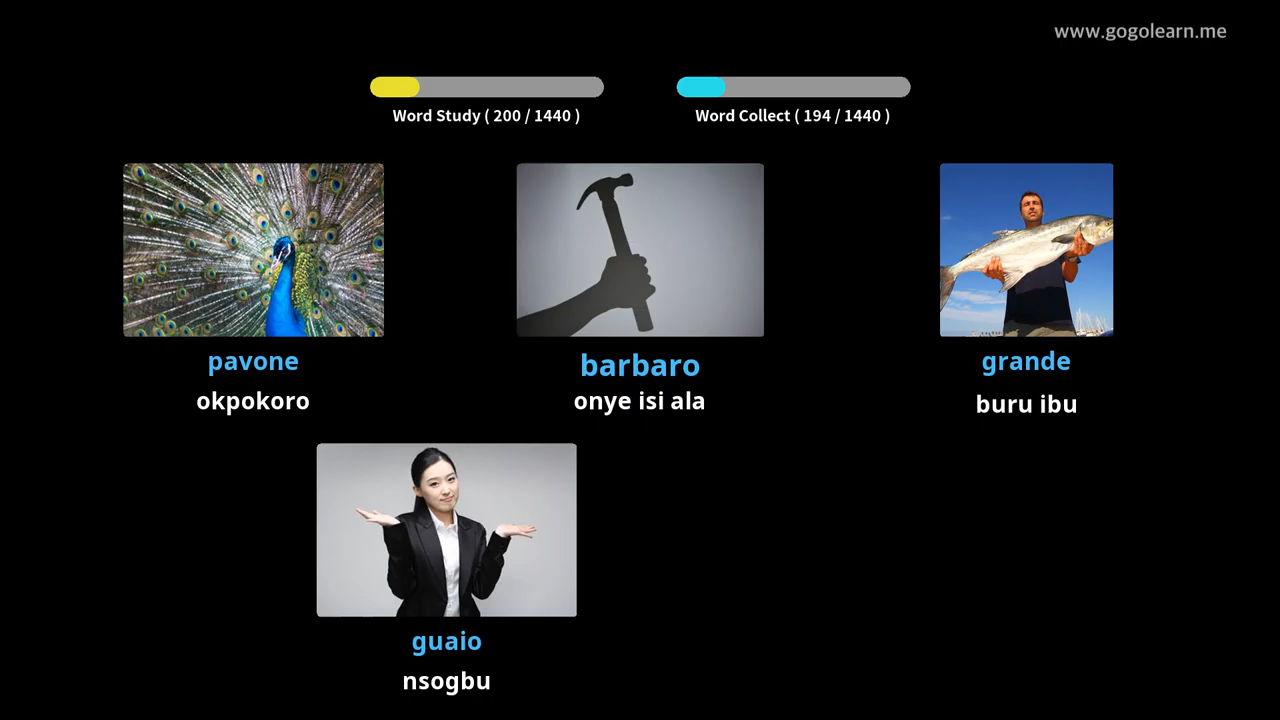 www.gogolearn.me
Word Study ( 200 / 1440 )
Word Collect ( 194 / 1440 )
pavone
barbaro
grande
okpokoro
onye isi ala
buru ibu
guaio
nsogbu